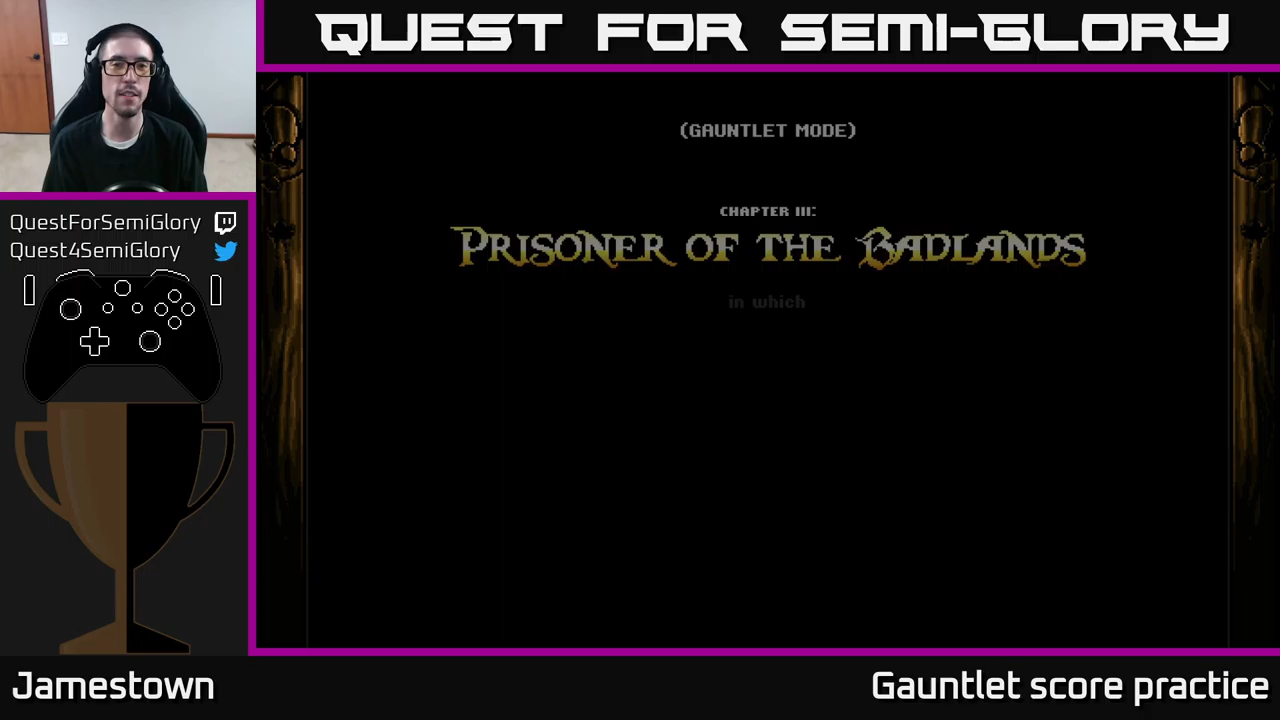 QUEST FOR SEMI-GLORY
(GAUNTLET MODE)
CHAPTER III:
PRISONER OF THE BADLANDS
in which
QuestForSemiGlory
Quest4SemiGlory
Jamestown
Gauntlet score practice